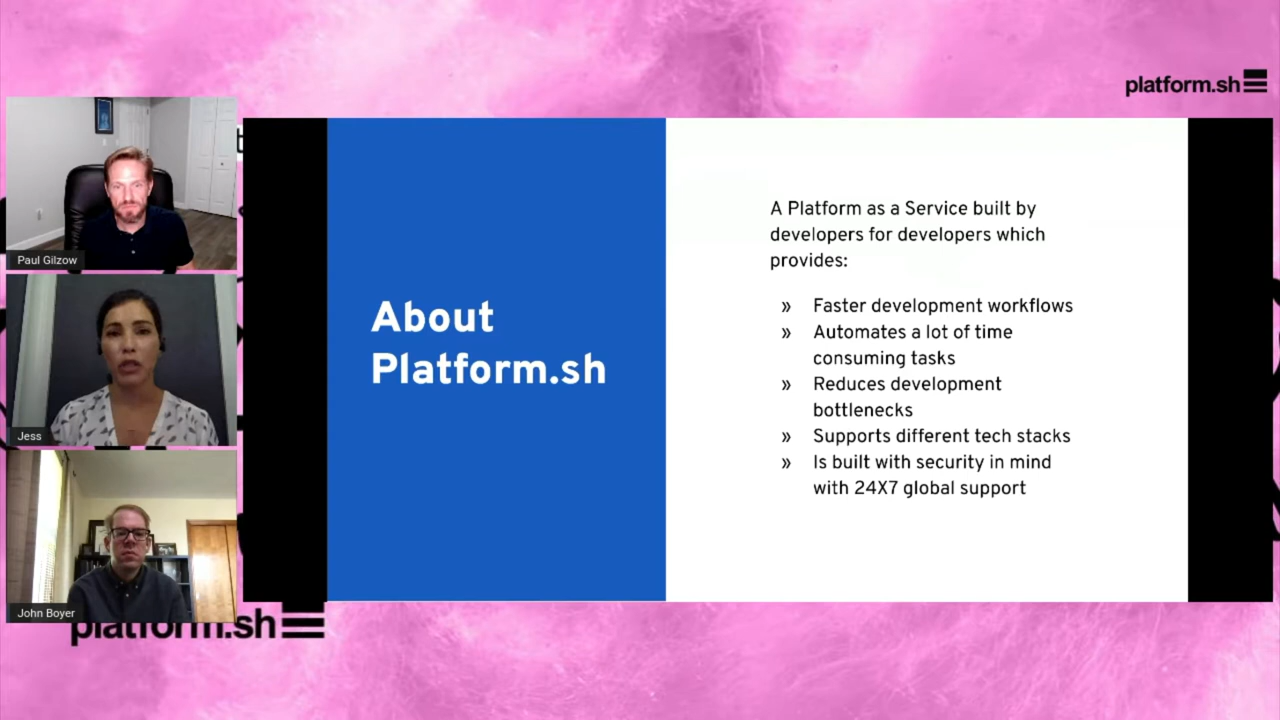 platform.sh
Paul Gilzow
Jess
John Boyer
About
Platform.sh
A Platform as a Service built by
developers for developers which
provides:
» Faster development workflows
» Automates a lot of time
consuming tasks
» Reduces development
bottlenecks
» Supports different tech stacks
» Is built with security in mind
with 24X7 global support
platform.sh